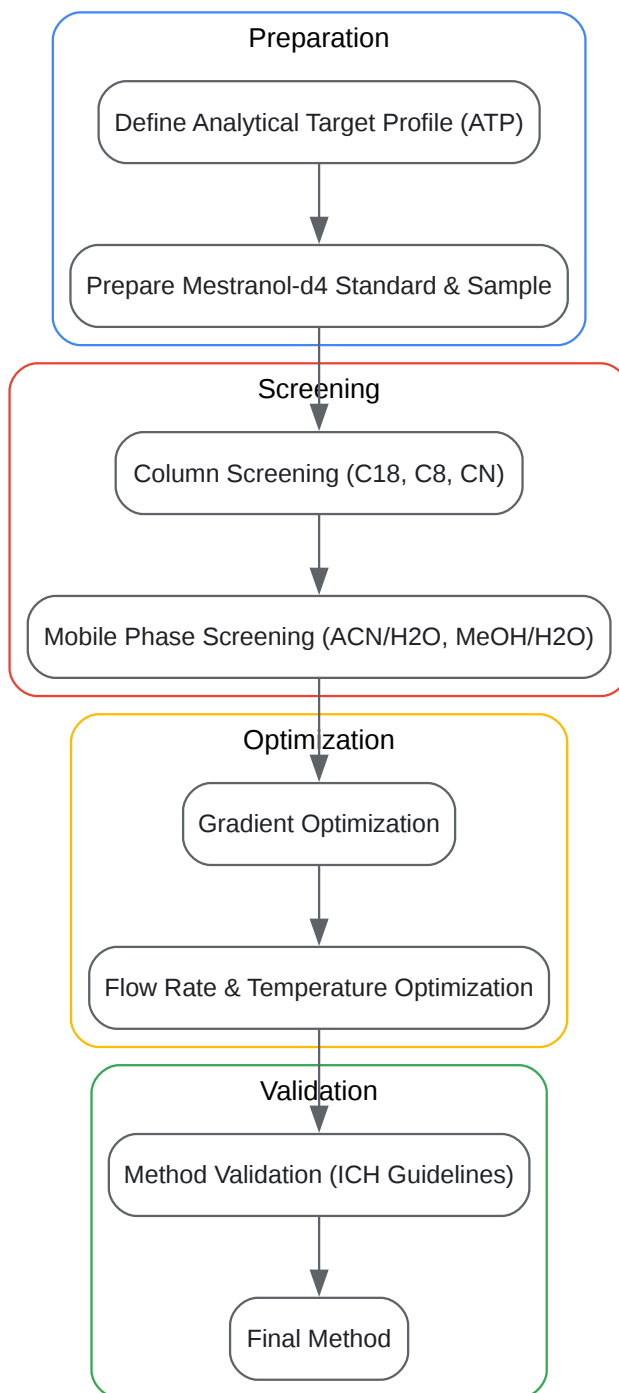 Preparation
Define Analytical Target Profile (ATP)
Prepare Mestranol-d4 Standard & Sample
Screening
Column Screening (C18, C8, CN)
Mobile Phase Screening (ACN/H2O, MeOH/H2O)
Optimization
Gradient Optimization
Flow Rate & Temperature Optimization
Validation
Method Validation (ICH Guidelines)
Final Method